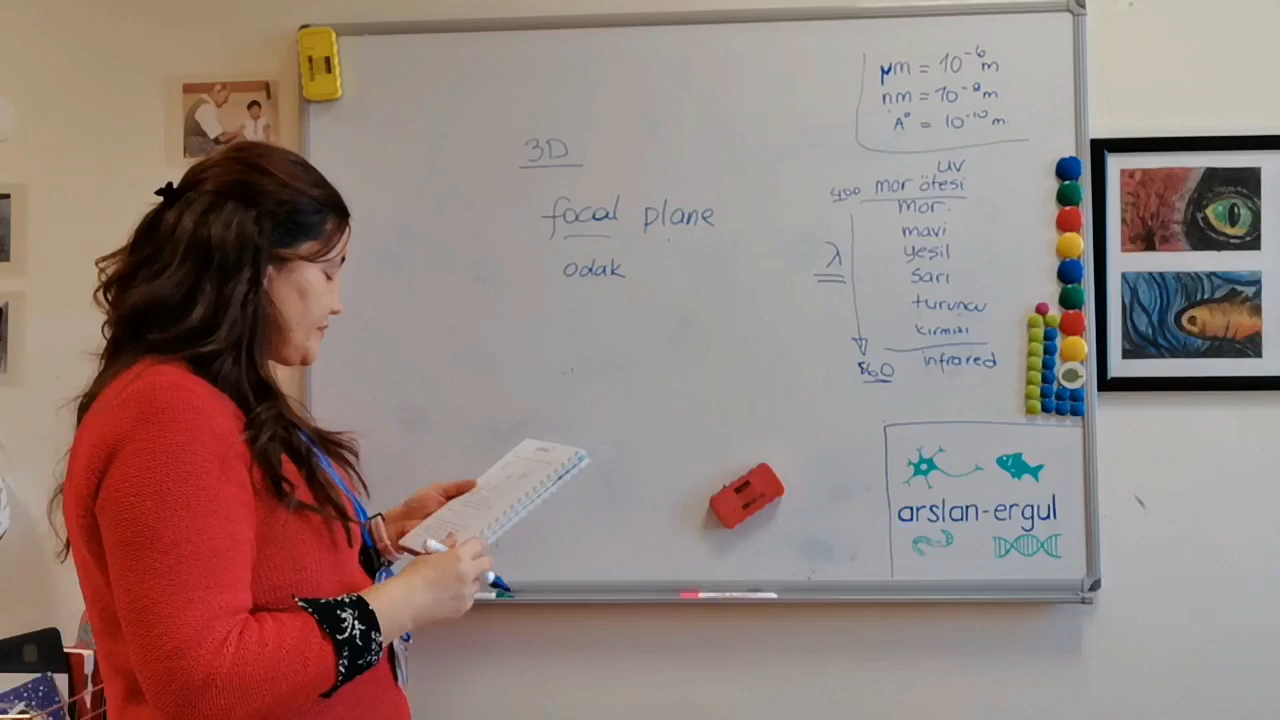 3D
focal plane
odak
μm = 10⁻⁶ m
nm = 10⁻⁹ m
A° = 10⁻¹⁰ m.
uv
400 mor ötesi
mor
mavi
yeşil
λ
sarı
turuncu
kırmızı
infrared
arslan-ergul